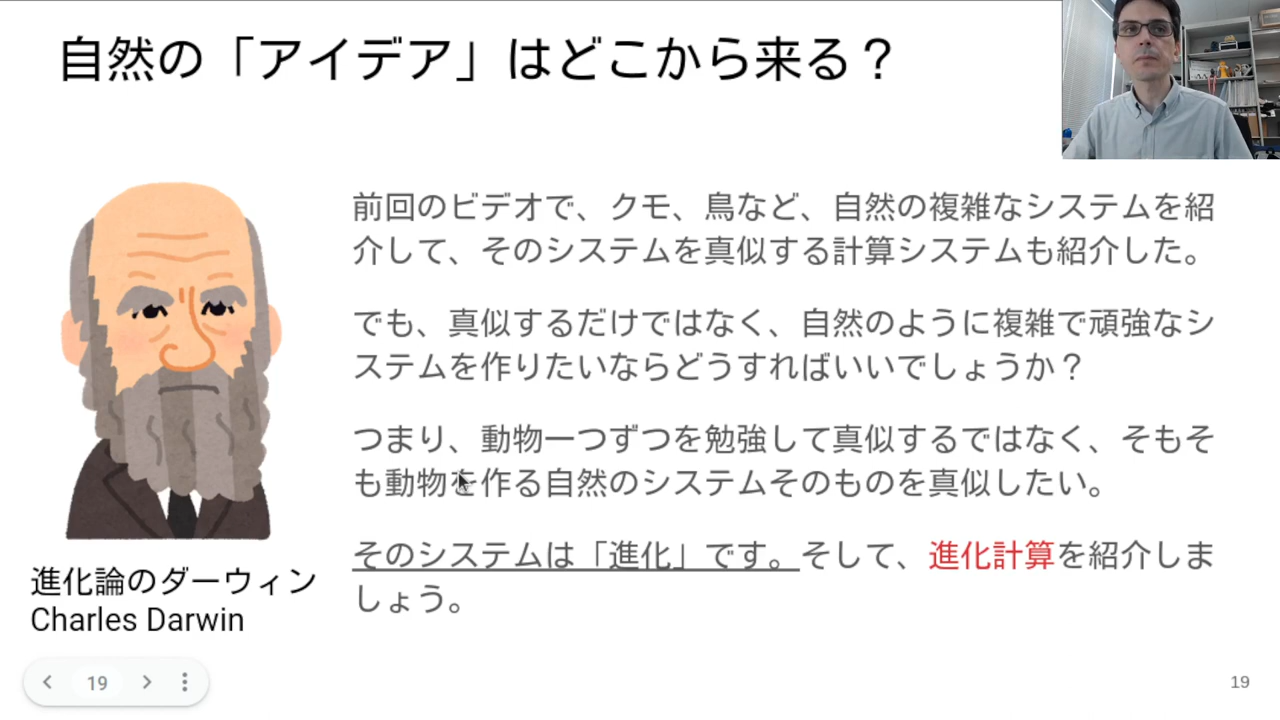 自然の「アイデア」はどこから来る？
前回のビデオで、クモ、鳥など、自然の複雑なシステムを紹
介して、そのシステムを真似する計算システムも紹介した。
でも、真似するだけではなく、自然のように複雑で頑強なシ
ステムを作りたいならどうすればいいでしょうか？
つまり、動物一つずつを勉強して真似するではなく、そもそ
も動物を作る自然のシステムそのものを真似したい。
そのシステムは「進化」です。そして、進化計算を紹介しま
しょう。
進化論のダーウィン
Charles Darwin
19
19